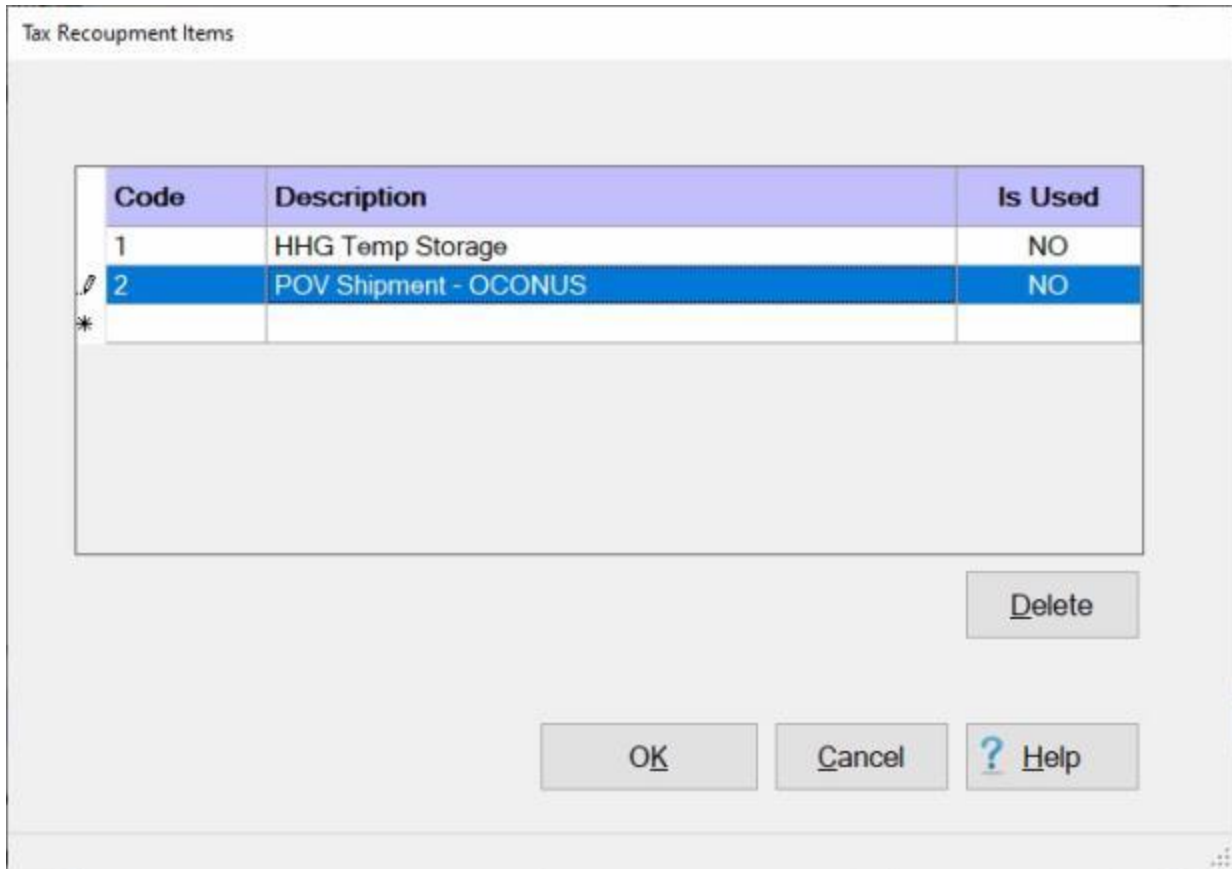 Tax Recoupment Items
Code Description Is Used
1 HHG Temp Storage NO
2 POV Shipment - OCONUS NO
*
Delete
OK Cancel ? Help